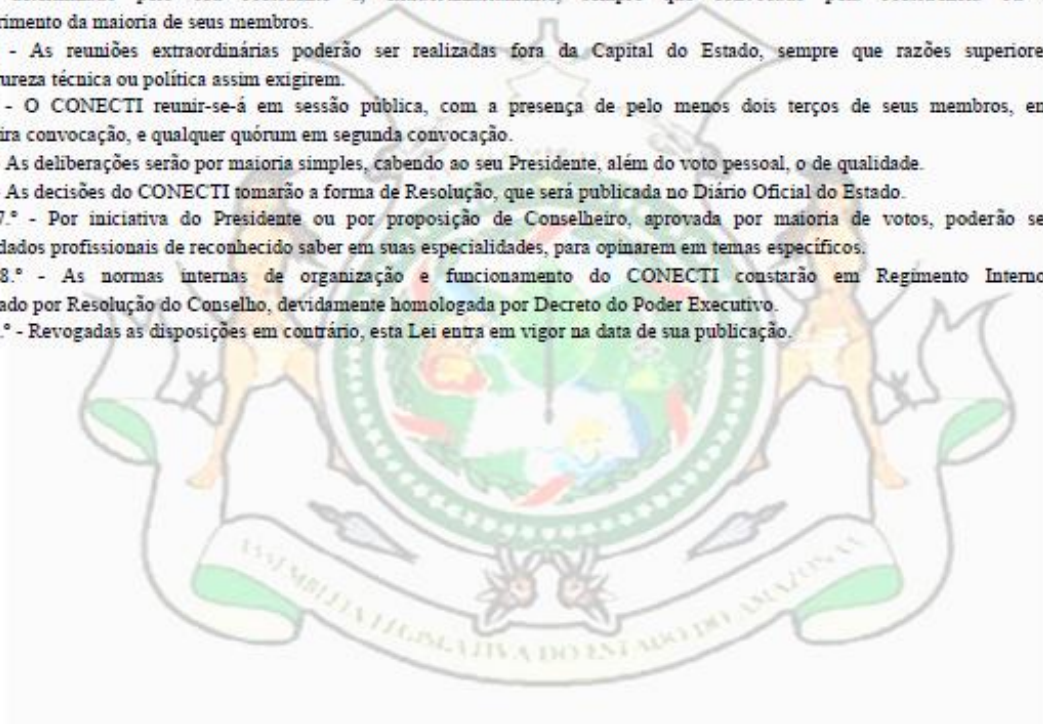 rimento da maioria de seus membros.
- As reuniões extraordinárias poderão ser realizadas fora da Capital do Estado, sempre que razões superiore
ureza técnica ou política assim exigirem.
- O CONECTI reunir-se-á em sessão pública, com a presença de pelo menos dois terços de seus membros, en
ira convocação, e qualquer quórum em segunda convocação.
As deliberações serão por maioria simples, cabendo ao seu Presidente, além do voto pessoal, o de qualidade.
As decisões do CONECTI tomarão a forma de Resolução, que será publicada no Diário Oficial do Estado.
7.° - Por iniciativa do Presidente ou por proposição de Conselheiro, aprovada por maioria de votos, poderão se
dados profissionais de reconhecido saber em suas especialidades, para opinarem em temas específicos.
8.° - As normas internas de organização e funcionamento do CONECTI constarão em Regimento Interno
ado por Resolução do Conselho, devidamente homologada por Decreto do Poder Executivo.
.° - Revogadas as disposições em contrário, esta Lei entra em vigor na data de sua publicação.
ASSEMBLEIA LEGISLATIVA DO ESTADO DO AMAZONAS